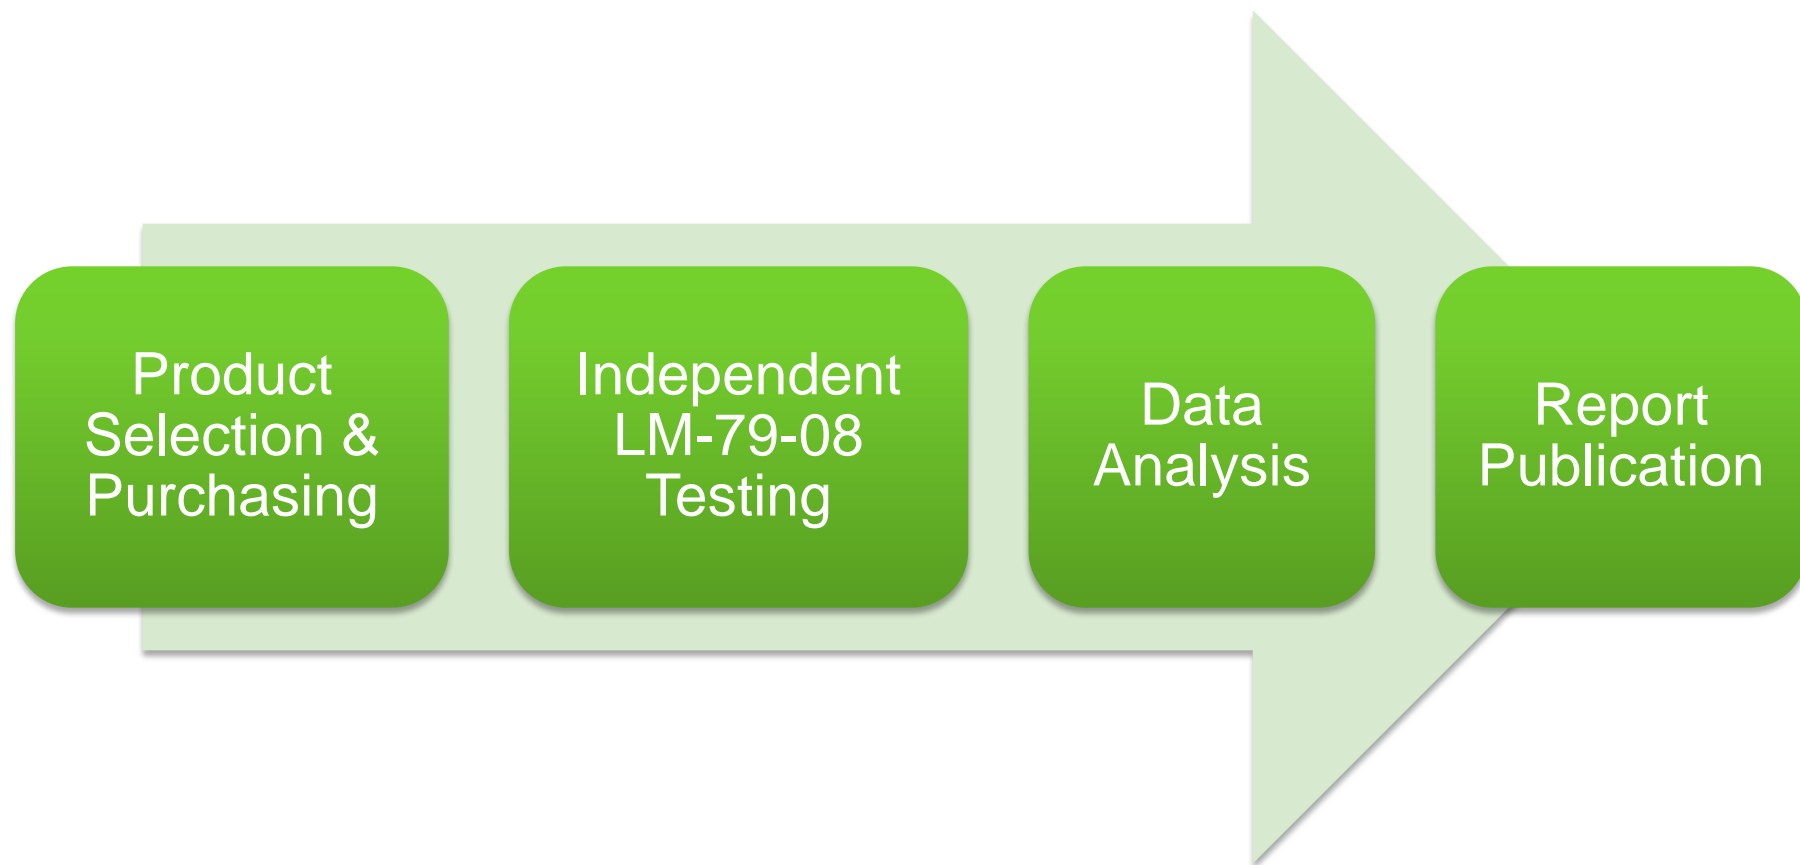 Product
Selection &
Purchasing
Independent
LM-79-08
Testing
Data
Analysis
Report
Publication